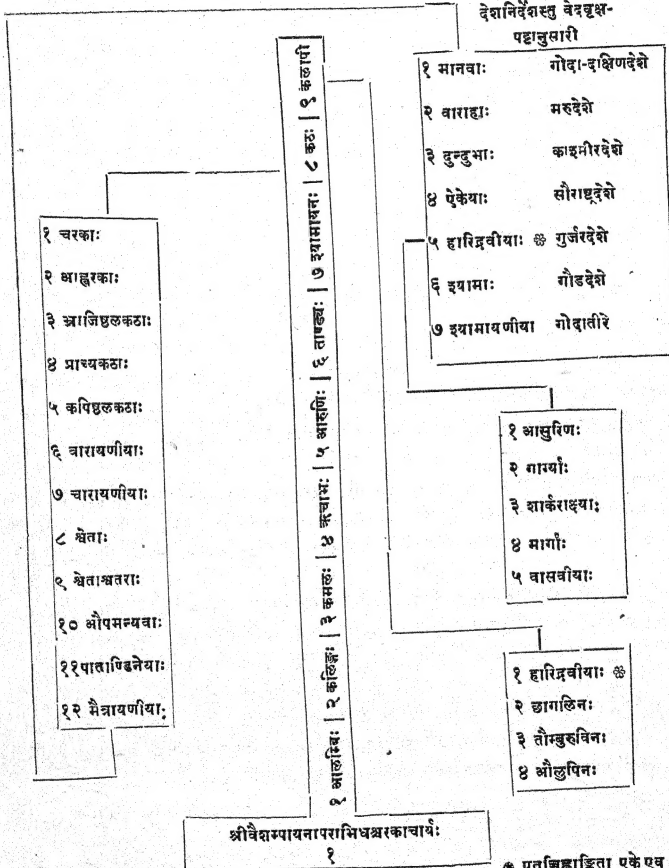 देशनिर्देशस्तु वेदवृक्ष-
पट्टानुसारी
१ मानवाः गोदा-दाक्षिणदेशे
२ वाराहाः मरुदेशे
३ दुन्दुभाः काश्मीरदेशे
४ ऐकेयाः सौराष्ट्रदेशे
५ हारिद्रवीयाः ❀ गुर्जरदेशे
६ श्यामाः गौडदेशे
७ श्यामायणीया गोदातीरे
१ चरकाः
२ आह्वरकाः
३ भ्राजिष्ठलकठाः
४ प्राच्यकठाः
५ कपिष्ठलकठाः
६ वारायणीयाः
७ चारायणीयाः
८ श्वेताः
९ श्वेताश्वतराः
१० औपमन्यवाः
११पाताण्डिनेयाः
१२ मैत्रायणीयाः
१ आलम्बिः | २ कलिङ्गः | ३ कमलः | ४ ऋचाभः | ५ आरुणिः | ६ ताण्ड्यः | ७ श्यामायनः | ८ कठः | ९ कलापी
१ आसुरिणः
२ गार्ग्याः
३ शार्कराक्ष्याः
४ मार्गाः
५ वासवीयाः
१ हारिद्रवीयाः ❀
२ छागलिनः
३ तौम्बुरुविनः
४ औलुपिनः
श्रीवैशम्पायनापराभिधश्चरकाचार्यः
१
❀ एतच्चिह्नाङ्किता एकेएव